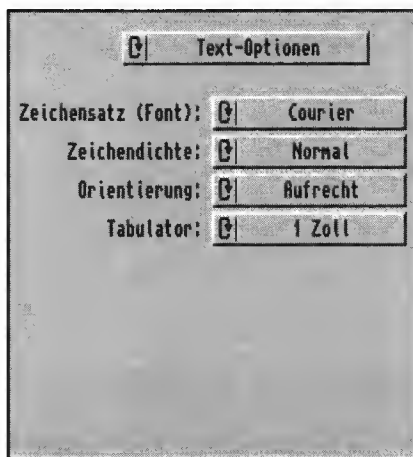 Text-Optionen
Zeichensatz (Font): Courier
Zeichendichte: Normal
Orientierung: Aufrecht
Tabulator: 1 Zoll